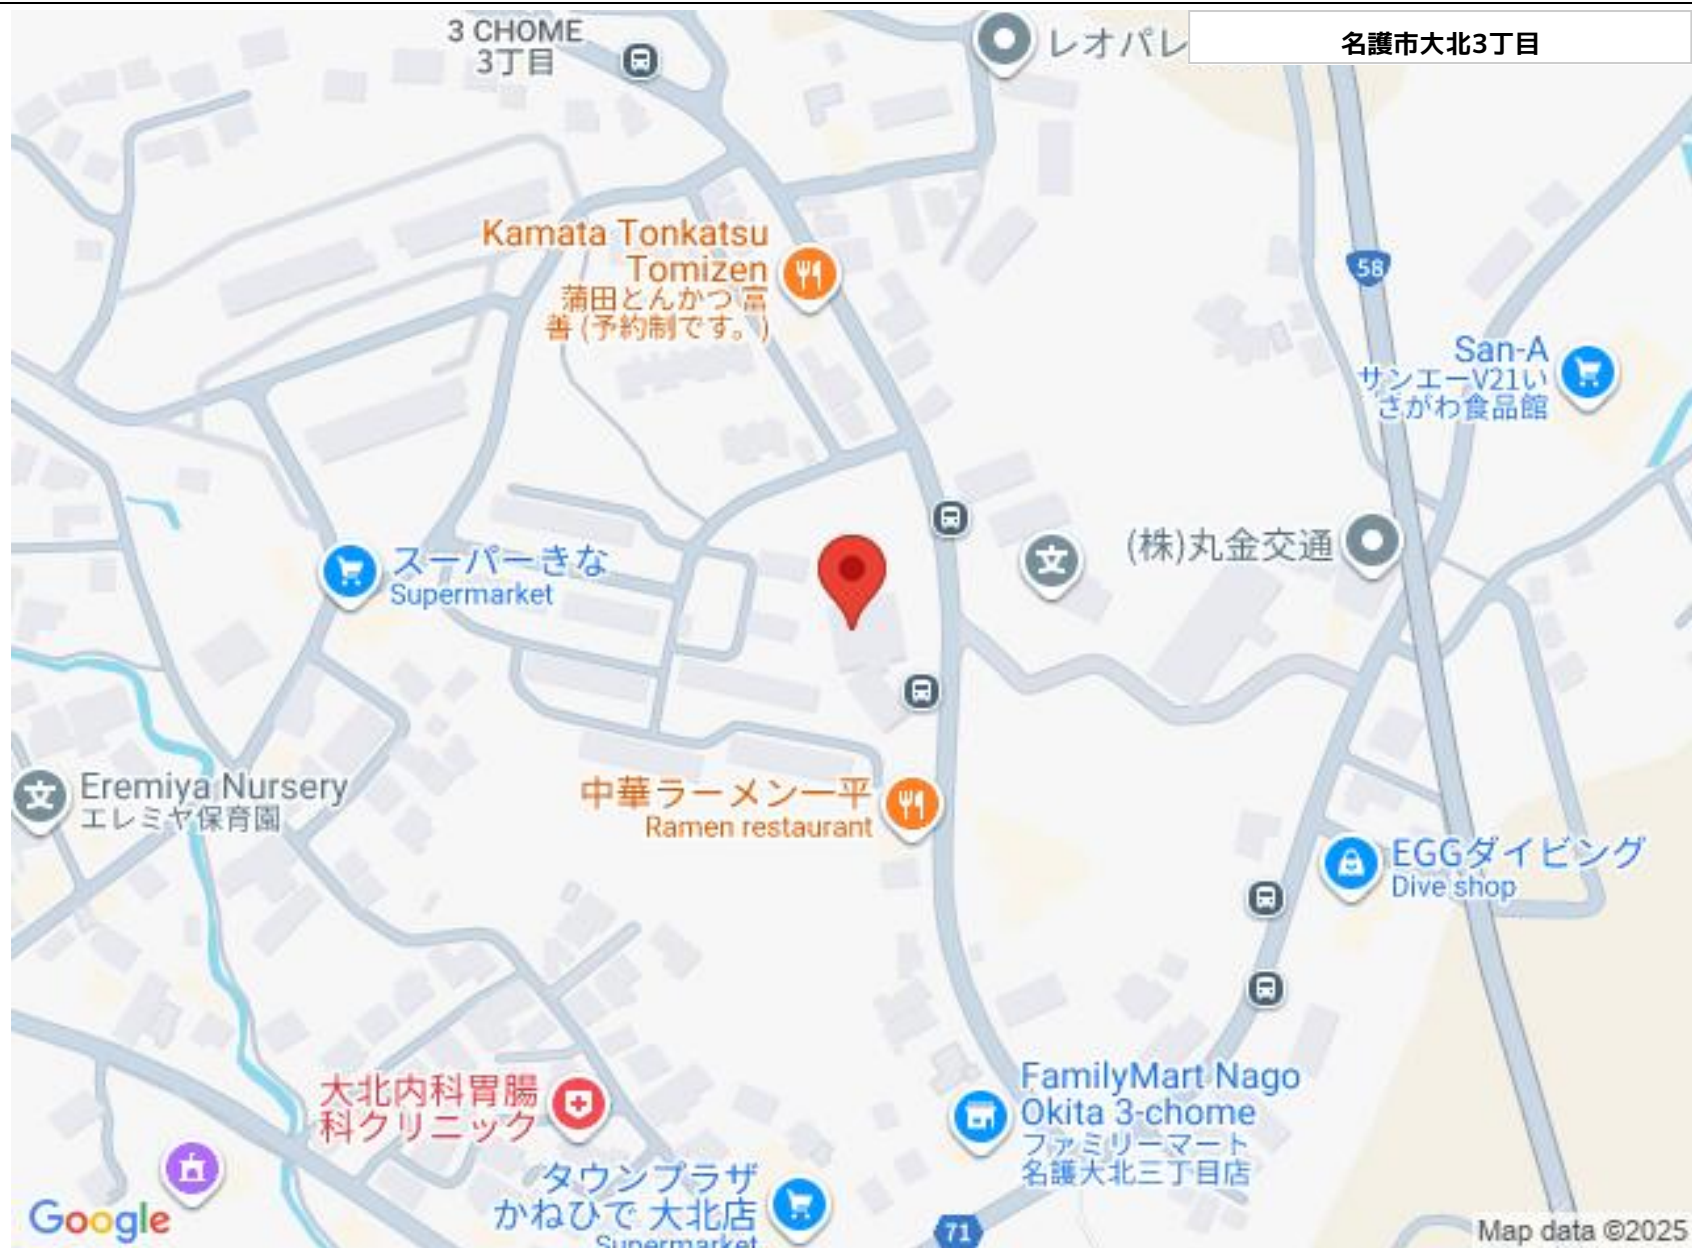 3 CHOME
3丁目
レオパレ
名護市大北3丁目
Kamata Tonkatsu
Tomizen
蒲田とんかつ 富
善 (予約制です。)
58
San-A
サンエーV21い
さがわ食品館
スーパーきな
Supermarket
文
(株)丸金交通
文
Eremiya Nursery
エレミヤ保育園
中華ラーメン一平
Ramen restaurant
EGGダイビング
Dive shop
大北内科胃腸
科クリニック
FamilyMart Nago
Okita 3-chome
ファミリーマート
名護大北三丁目店
タウンプラザ
かねひで 大北店
Supermarket
71
Google
Map data ©2025